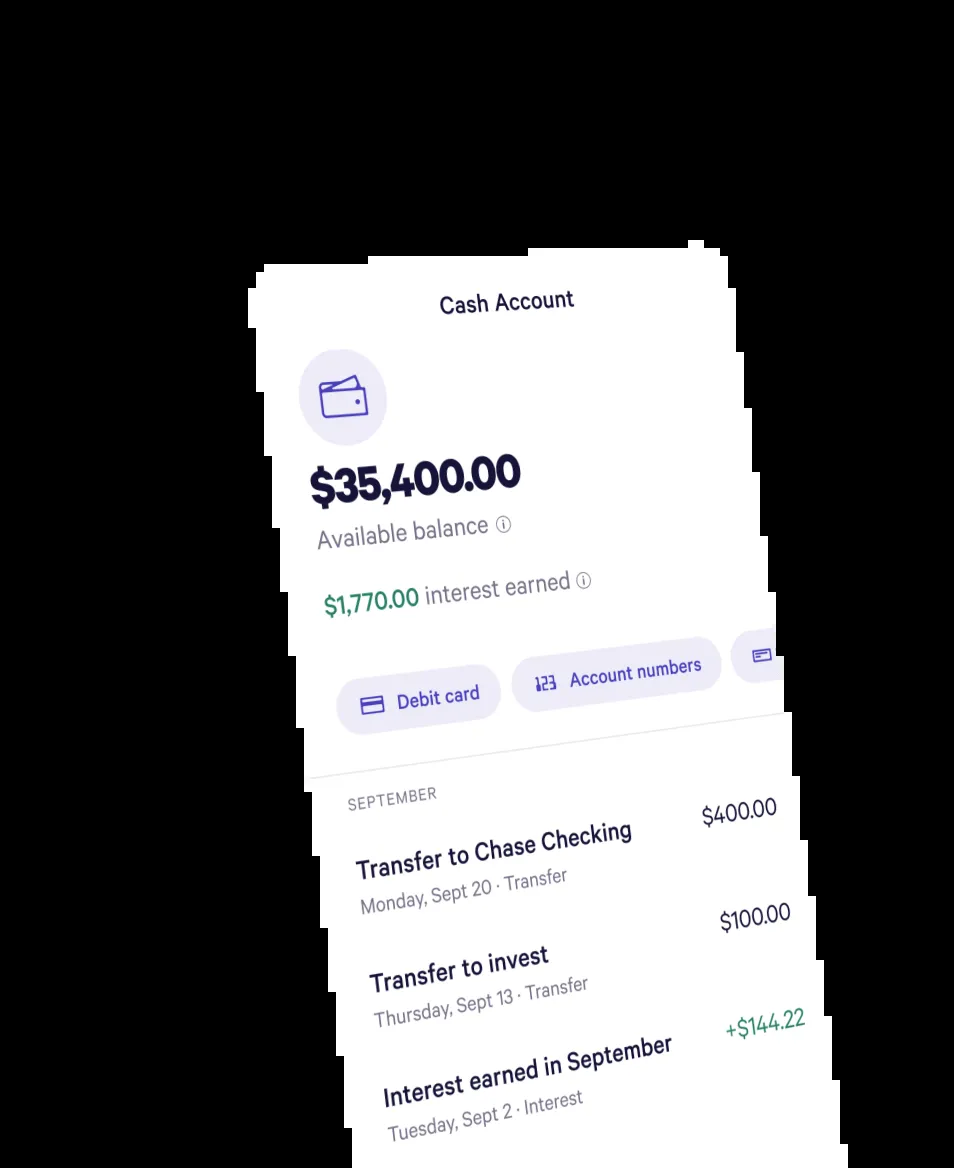 Cash Account
$35,400.00
Available balance
$1,770.00 interest earned
Debit card
123 Account numbers
SEPTEMBER
Transfer to Chase Checking $400.00
Monday, Sept 20 · Transfer
Transfer to invest $100.00
Thursday, Sept 13 · Transfer
Interest earned in September +$144.22
Tuesday, Sept 2 · Interest